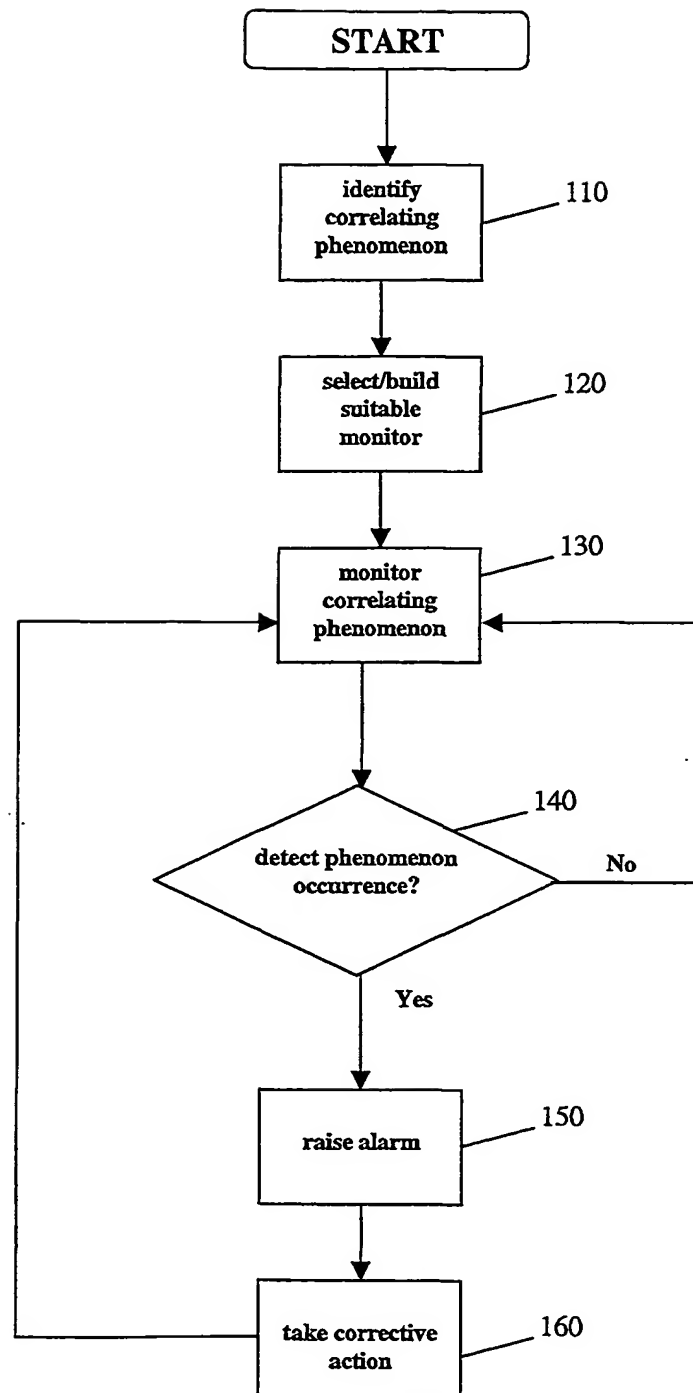 START
identify
correlating
phenomenon
110
select/build
suitable
monitor
120
monitor
correlating
phenomenon
130
detect phenomenon
occurrence?
140
No
Yes
raise alarm
150
take corrective
action
160